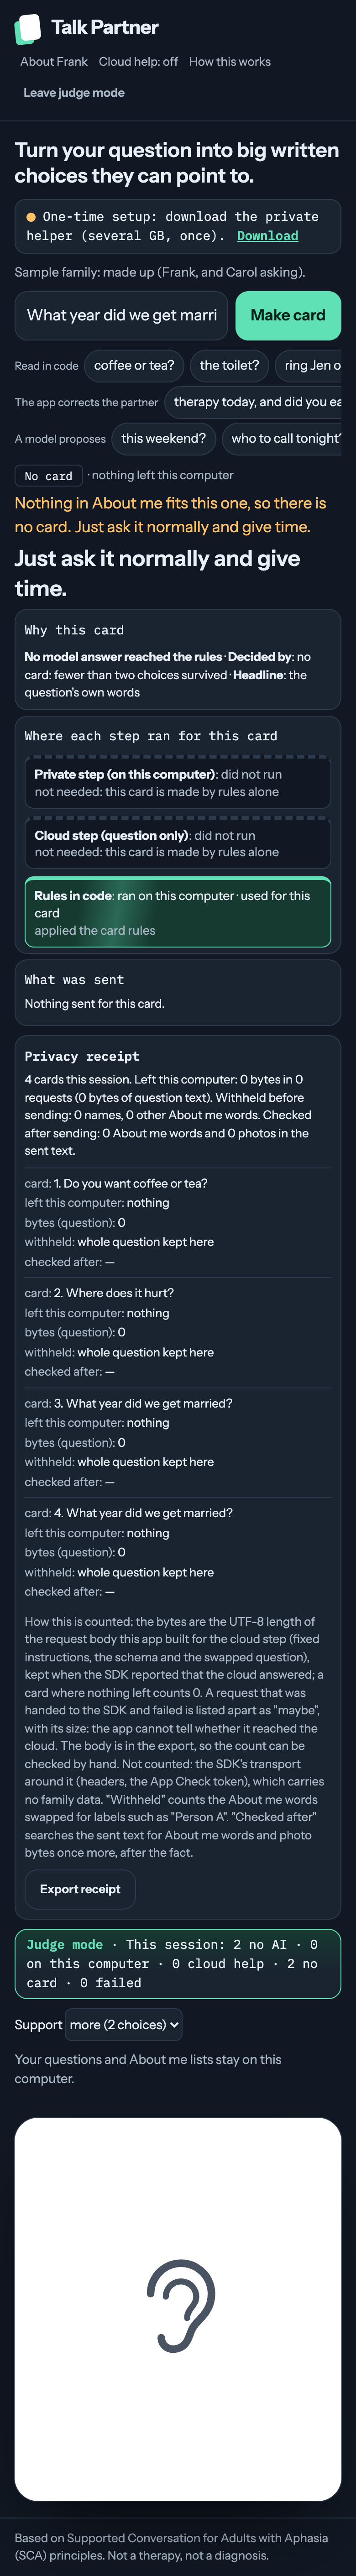 Talk Partner
About Frank Cloud help: off How this works
Leave judge mode
Turn your question into big written
choices they can point to.
One-time setup: download the private
helper (several GB, once). Download
Sample family: made up (Frank, and Carol asking).
What year did we get marri Make card
Read in code coffee or tea? the toilet? ring Jen o
The app corrects the partner therapy today, and did you ea
A model proposes this weekend? who to call tonight?
No card · nothing left this computer
Nothing in About me fits this one, so there is
no card. Just ask it normally and give time.
Just ask it normally and give
time.
Why this card
No model answer reached the rules · Decided by: no
card: fewer than two choices survived · Headline: the
question's own words
Where each step ran for this card
Private step (on this computer): did not run
not needed: this card is made by rules alone
Cloud step (question only): did not run
not needed: this card is made by rules alone
Rules in code: ran on this computer · used for this
card
applied the card rules
What was sent
Nothing sent for this card.
Privacy receipt
4 cards this session. Left this computer: 0 bytes in 0
requests (0 bytes of question text). Withheld before
sending: 0 names, 0 other About me words. Checked
after sending: 0 About me words and 0 photos in the
sent text.
card: 1. Do you want coffee or tea?
left this computer: nothing
bytes (question): 0
withheld: whole question kept here
checked after: —
card: 2. Where does it hurt?
left this computer: nothing
bytes (question): 0
withheld: whole question kept here
checked after: —
card: 3. What year did we get married?
left this computer: nothing
bytes (question): 0
withheld: whole question kept here
checked after: —
card: 4. What year did we get married?
left this computer: nothing
bytes (question): 0
withheld: whole question kept here
checked after: —
How this is counted: the bytes are the UTF-8 length of
the request body this app built for the cloud step (fixed
instructions, the schema and the swapped question),
kept when the SDK reported that the cloud answered; a
card where nothing left counts 0. A request that was
handed to the SDK and failed is listed apart as "maybe",
with its size: the app cannot tell whether it reached the
cloud. The body is in the export, so the count can be
checked by hand. Not counted: the SDK's transport
around it (headers, the App Check token), which carries
no family data. "Withheld" counts the About me words
swapped for labels such as "Person A". "Checked after"
searches the sent text for About me words and photo
bytes once more, after the fact.
Export receipt
Judge mode · This session: 2 no AI · 0
on this computer · 0 cloud help · 2 no
card · 0 failed
Support more (2 choices)
Your questions and About me lists stay on this
computer.
Based on Supported Conversation for Adults with Aphasia
(SCA) principles. Not a therapy, not a diagnosis.